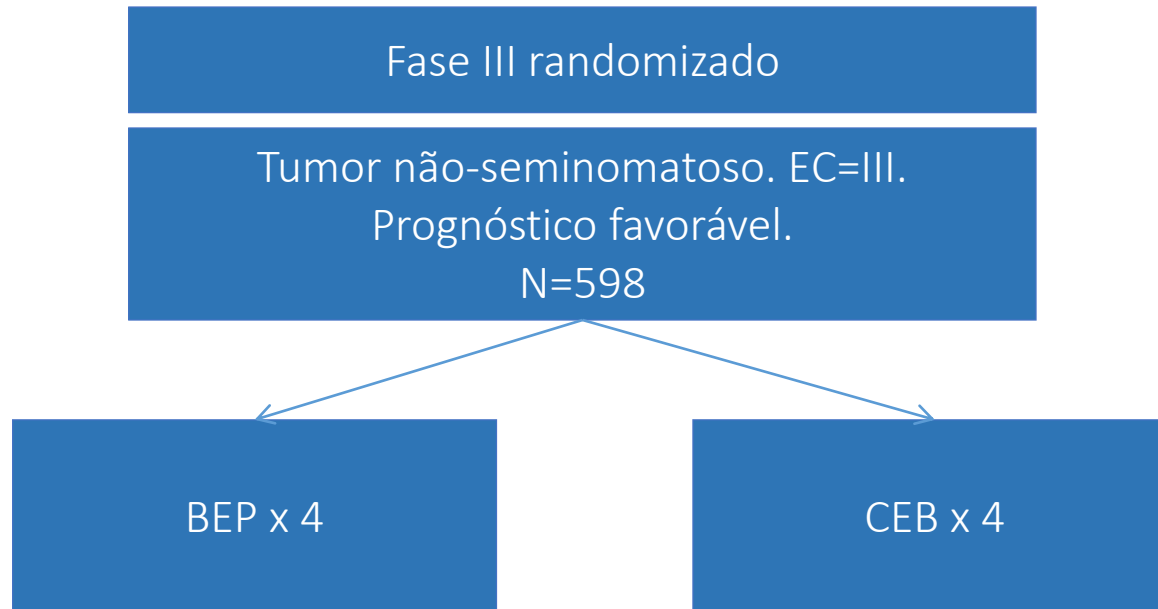 Fase III randomizado
Tumor não-seminomatoso. EC=III.
Prognóstico favorável.
N=598
BEP x 4
CEB x 4